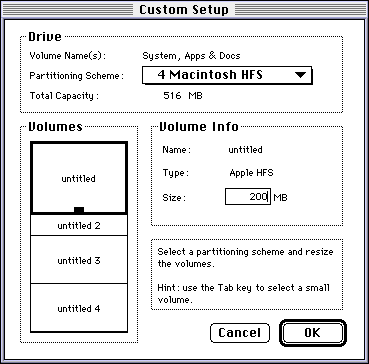 Custom Setup
Drive
Volume Name(s): System, Apps & Docs
Partitioning Scheme: 4 Macintosh HFS
Total Capacity: 516 MB
Volumes
untitled
untitled 2
untitled 3
untitled 4
Volume Info
Name: untitled
Type: Apple HFS
Size: 200 MB
Select a partitioning scheme and resize
the volumes.
Hint: use the Tab key to select a small
volume.
Cancel
OK